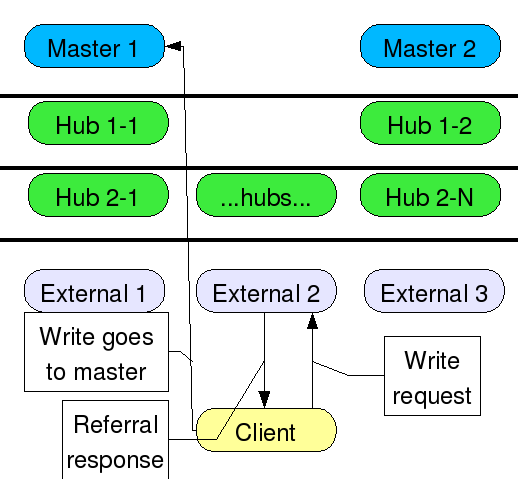 Master 1
Master 2
Hub 1-1
Hub 1-2
Hub 2-1
...hubs...
Hub 2-N
External 1
External 2
External 3
Write goes
to master
Write
request
Referral
response
Client